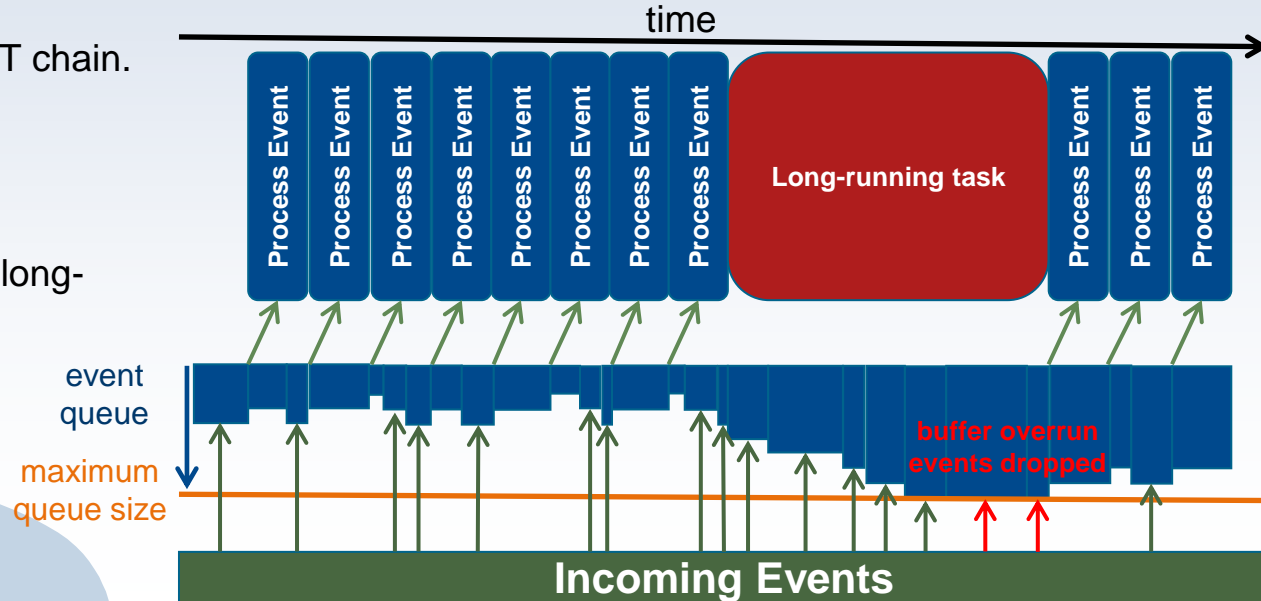 time
T chain.
Process Event
Process Event
Process Event
Process Event
Process Event
Process Event
Process Event
Process Event
Long-running task
Process Event
Process Event
Process Event
long-
event
queue
buffer overrun
events dropped
maximum
queue size
Incoming Events